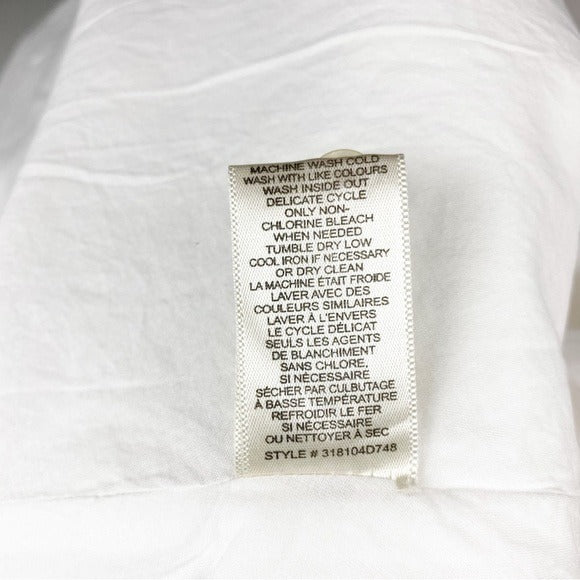 MACHINE WASH COLD
WASH WITH LIKE COLOURS
WASH INSIDE OUT
DELICATE CYCLE
ONLY NON-
CHLORINE BLEACH
WHEN NEEDED
TUMBLE DRY LOW
COOL IRON IF NECESSARY
OR DRY CLEAN
LA MACHINE ÉTAIT FROIDE
LAVER AVEC DES
COULEURS SIMILAIRES
LAVER À L'ENVERS
LE CYCLE DÉLICAT
SEULS LES AGENTS
DE BLANCHIMENT
SANS CHLORE,
SI NÉCESSAIRE
SÉCHER PAR CULBUTAGE
À BASSE TEMPÉRATURE
REFROIDIR LE FER
SI NÉCESSAIRE
OU NETTOYER À SEC
STYLE # 318104D748